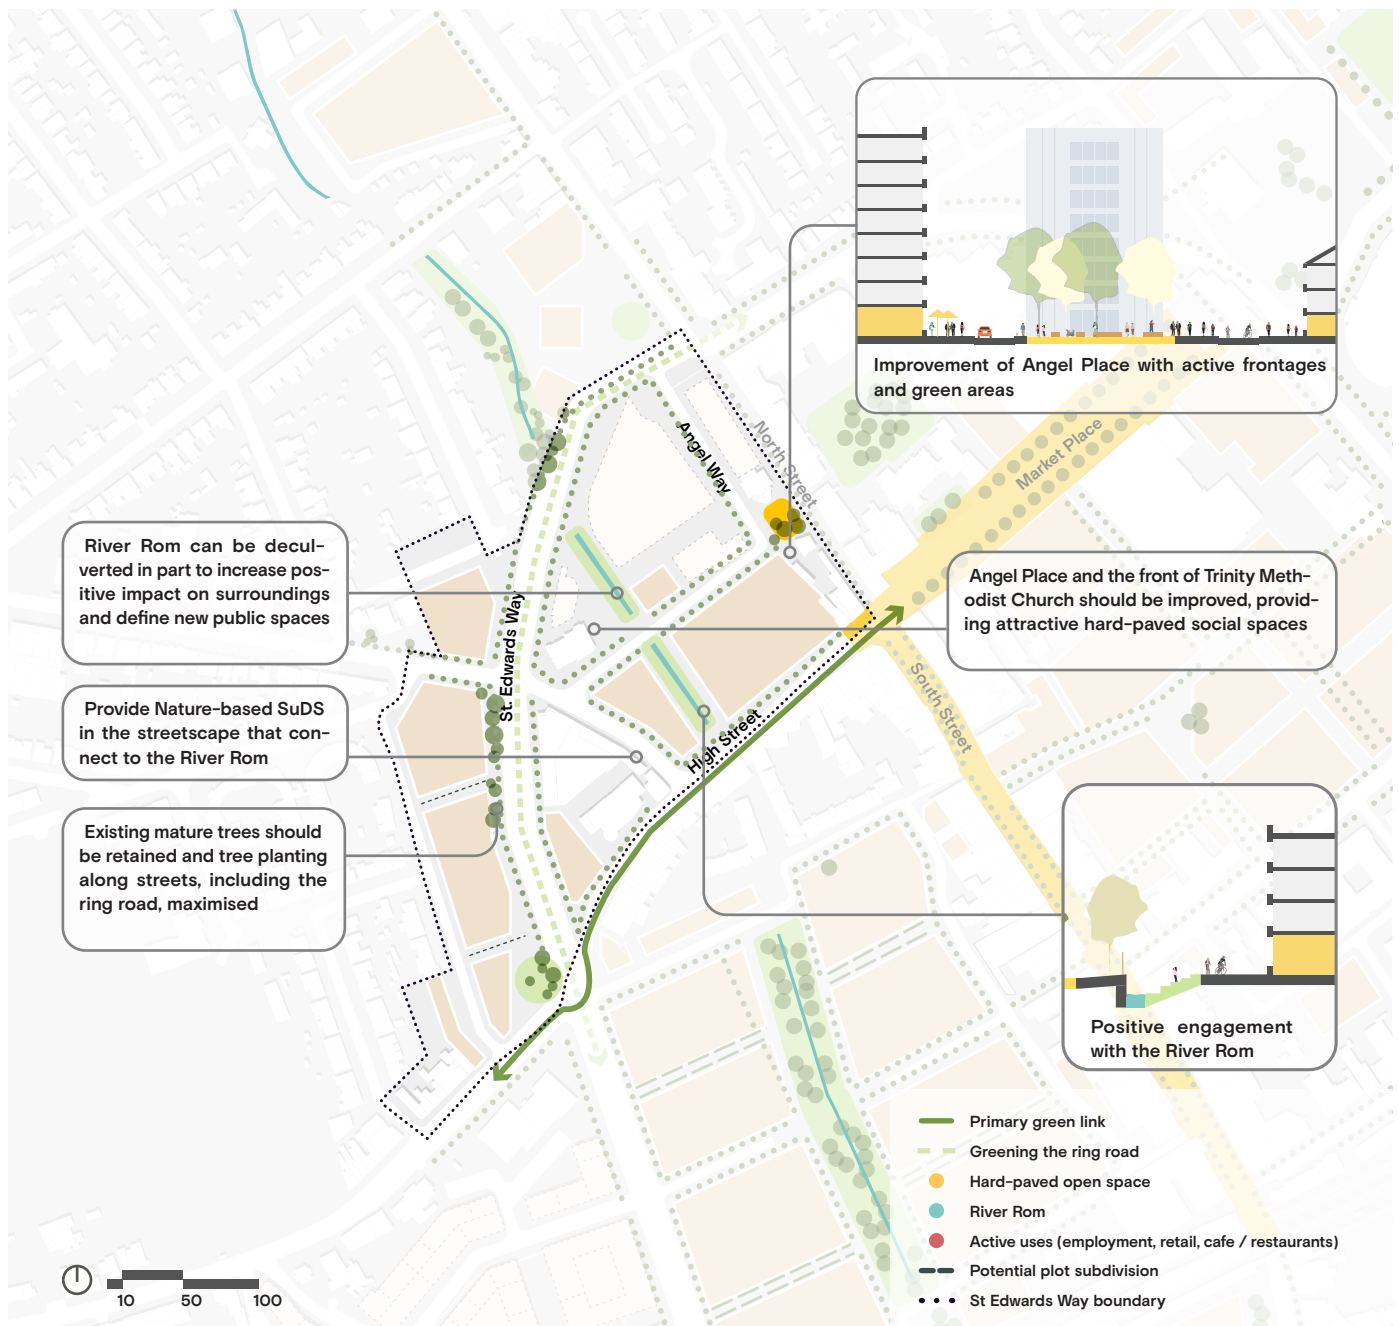 Improvement of Angel Place with active frontages
and green areas
Market Place
North Street
Angel Way
River Rom can be decul-
verted in part to increase pos-
itive impact on surroundings
and define new public spaces
Angel Place and the front of Trinity Meth-
odist Church should be improved, provid-
ing attractive hard-paved social spaces
St. Edwards Way
South Street
High Street
Provide Nature-based SuDS
in the streetscape that con-
nect to the River Rom
Existing mature trees should
be retained and tree planting
along streets, including the
ring road, maximised
Positive engagement
with the River Rom
Primary green link
Greening the ring road
Hard-paved open space
River Rom
Active uses (employment, retail, cafe / restaurants)
Potential plot subdivision
St Edwards Way boundary
10 50 100